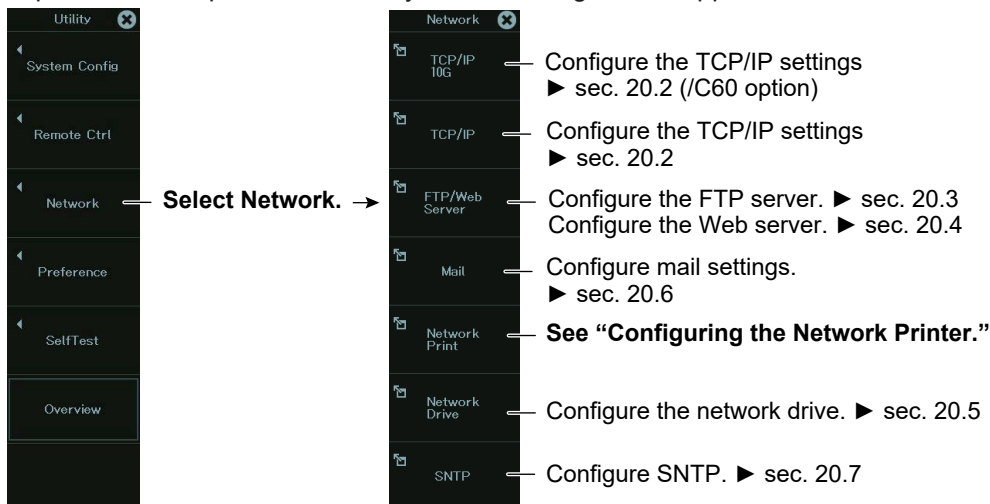 Utility
System Config
Remote Ctrl
Network
Preference
SelfTest
Overview
Select Network.
Network
TCP/IP
10G
Configure the TCP/IP settings
► sec. 20.2 (/C60 option)
TCP/IP
Configure the TCP/IP settings
► sec. 20.2
FTP/Web
Server
Configure the FTP server. ► sec. 20.3
Configure the Web server. ► sec. 20.4
Mail
Configure mail settings.
► sec. 20.6
Network
Print
See “Configuring the Network Printer.”
Network
Drive
Configure the network drive. ► sec. 20.5
SNTP
Configure SNTP. ► sec. 20.7